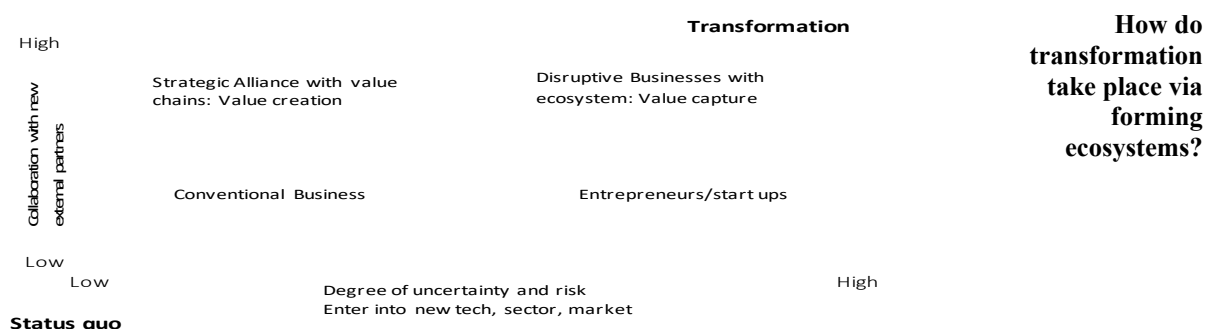 Transformation
How do
transformation
take place via
forming
ecosystems?
High
Strategic Alliance with value
chains: Value creation
Disruptive Businesses with
ecosystem: Value capture
Collaboration with new
external partners
Conventional Business
Entrepreneurs/start ups
Low
Low
High
Degree of uncertainty and risk
Enter into new tech, sector, market
Status quo